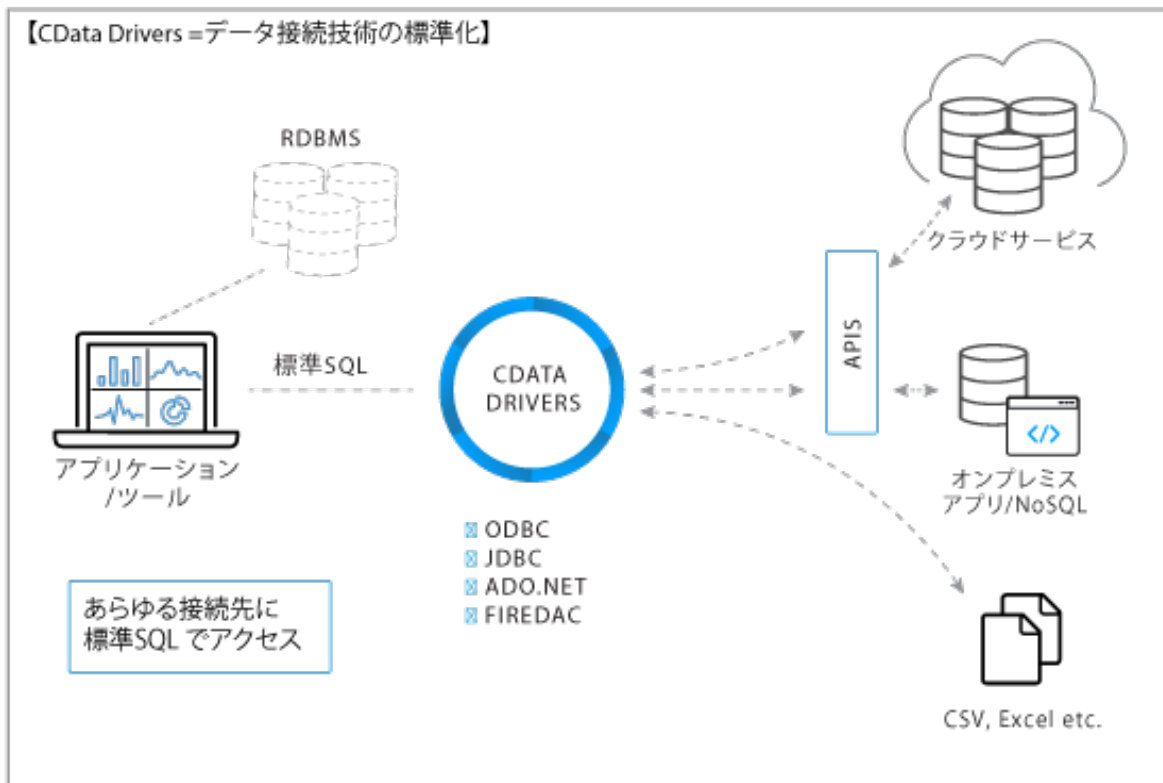 【CData Drivers =データ接続技術の標準化】
RDBMS
クラウドサービス
APIS
標準SQL
CDATA
DRIVERS
アプリケーション
/ツール
オンプレミス
アプリ/NoSQL
ODBC
JDBC
ADO.NET
FIREDAC
あらゆる接続先に
標準SQL でアクセス
</>
CSV, Excel etc.